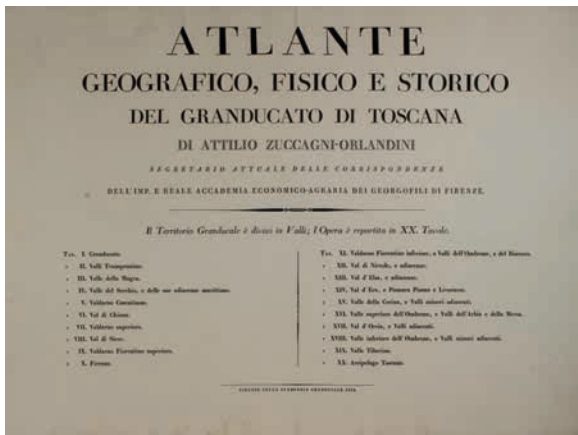 ATLANTE
GEOGRAFICO, FISICO E STORICO
DEL GRANDUCATO DI TOSCANA
DI ATTILIO ZUCCAGNI-ORLANDINI
SEGRETARIO ATTUALE DELLE CORRISPONDENZE
DELL'IMP. E REALE ACCADEMIA ECONOMICO-AGRARIA DEI GEORGOFILI DI FIRENZE.
Il Territorio Granducale è diviso in Valli; l'Opera è repartita in XX. Tavole.
Tav. I. Granducato.
» II. Valli Transapennine.
» III. Valle della Magra.
» IV. Valle del Serchio, e delle sue adiacenze marittime.
» V. Valdarno Casentinese.
» VI. Val di Chiana.
» VII. Valdarno superiore.
» VIII. Val di Sieve.
» IX. Valdarno Fiorentino superiore.
» X. Firenze.
Tav. XI. Valdarno Fiorentino inferiore, e Valli dell'Ombrone, e del Bisenzio.
» XII. Val di Nievole, e adiacenze.
» XIII. Val d'Elsa, e adiacenze.
» XIV. Val d'Era, e Pianura Pisana e Livornese.
» XV. Valle della Cecina, e Valli minori adiacenti.
» XVI. Valle superiore dell'Ombrone, e Valli dell'Arbia e della Mersa.
» XVII. Val d'Orcia, e Valli adiacenti.
» XVIII. Valle inferiore dell'Ombrone, e Valli minori adiacenti.
» XIX. Valle Tiberina.
» XX. Arcipelago Toscano.
FIRENZE NELLA STAMPERIA GRANDUCALE